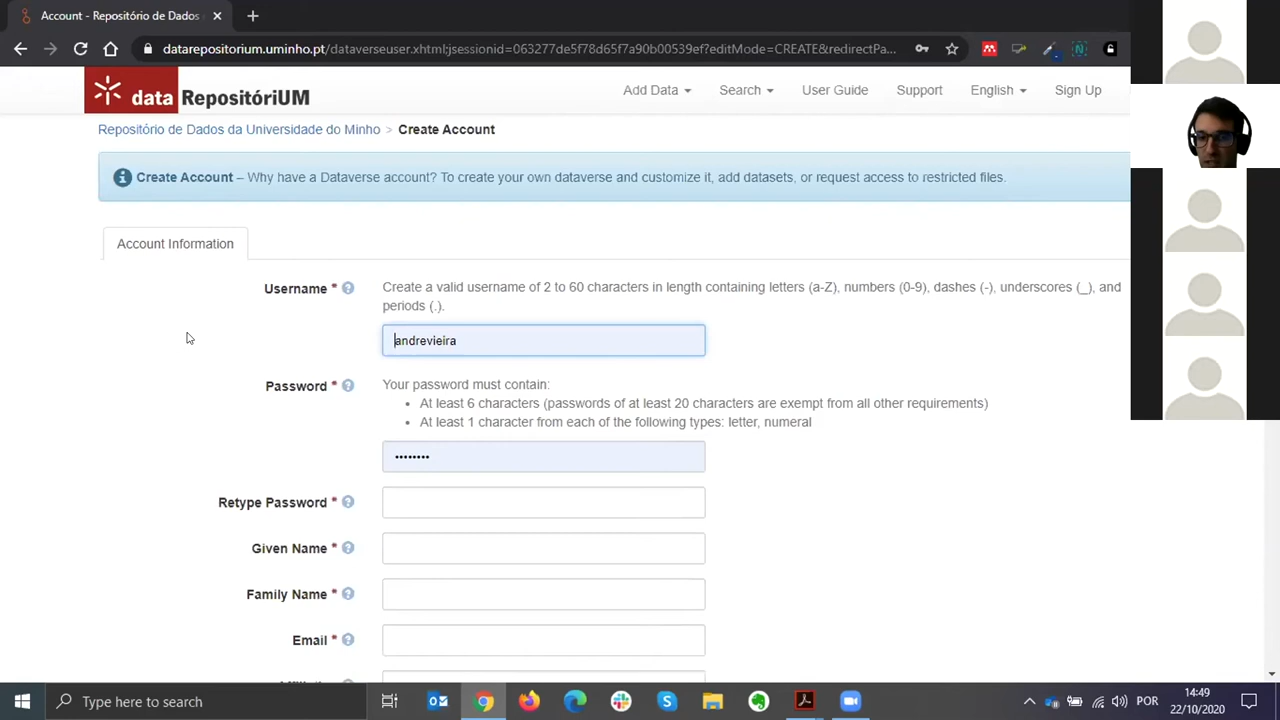 Account - Repositório de Dados
datarepositorium.uminho.pt/dataverseuser.xhtml;jsessionid=063277de5f78d65f7a90b00539ef?editMode=CREATE&redirectPa...
data RepositóriUM
Add Data
Search
User Guide
Support
English
Sign Up
Repositório de Dados da Universidade do Minho > Create Account
Create Account – Why have a Dataverse account? To create your own dataverse and customize it, add datasets, or request access to restricted files.
Account Information
Username *
Create a valid username of 2 to 60 characters in length containing letters (a-Z), numbers (0-9), dashes (-), underscores (_), and
periods (.).
andrevieira
Password *
Your password must contain:
• At least 6 characters (passwords of at least 20 characters are exempt from all other requirements)
• At least 1 character from each of the following types: letter, numeral
••••••••
Retype Password *
Given Name *
Family Name *
Email *
Type here to search
POR
14:49
22/10/2020